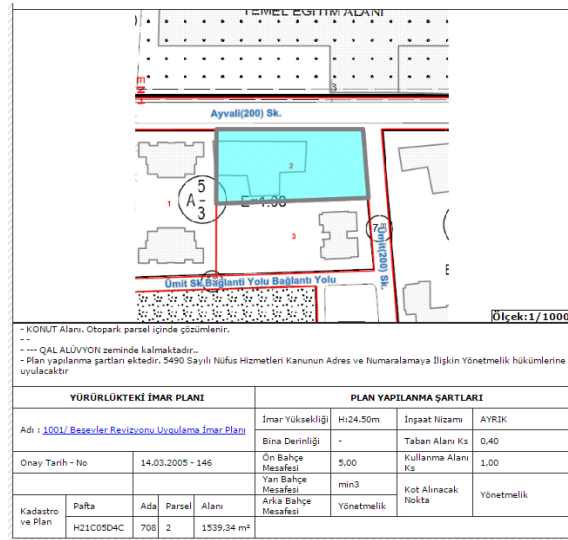 TEMEL EĞİTİM ALANI
3
Ayvali(200) Sk.
2
5
A
3
E=1.00
1
3
7
Ümit(200) Sk.
Ümit Sk.Bağlanti Yolu Bağlantı Yolu
Ölçek:1/1000
- KONUT Alanı. Otopark parsel içinde çözümlenir.
- -
- --- QAL ALÜVYON zeminde kalmaktadır..
- Plan yapılanma şartları ektedir. 5490 Sayılı Nüfus Hizmetleri Kanunun Adres ve Numaralamaya İlişkin Yönetmelik hükümlerine
uyulacaktır
YÜRÜRLÜKTEKİ İMAR PLANI
Adı : 1001/ Beşevler Revizyonu Uygulama İmar Planı
Onay Tarih - No 14.03.2005 - 146
Kadastro ve Plan Pafta Ada Parsel Alanı
H21C05D4C 708 2 1539,34 m²
PLAN YAPILANMA ŞARTLARI
İmar Yüksekliği H:24.50m İnşaat Nizamı AYRIK
Bina Derinliği - Taban Alanı Ks 0,40
Ön Bahçe Mesafesi 5,00 Kullanma Alanı Ks 1,00
Yan Bahçe Mesafesi min3 Kot Alınacak Nokta Yönetmelik
Arka Bahçe Mesafesi Yönetmelik